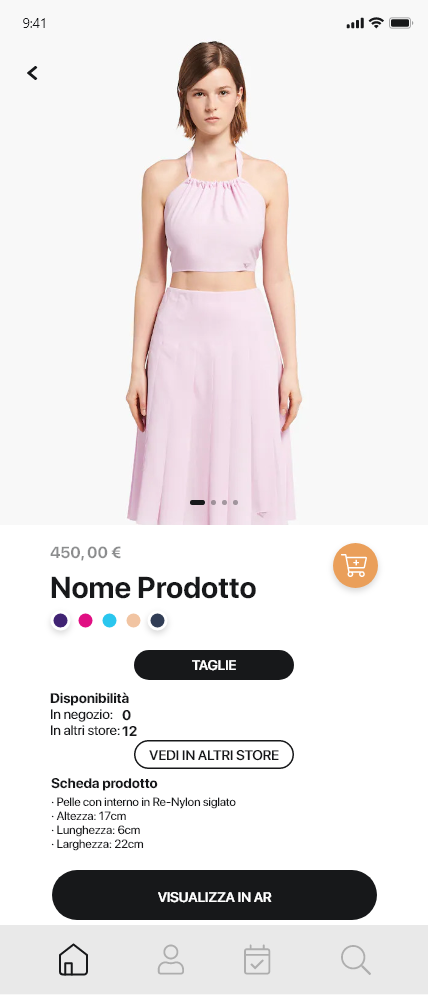 9:41
450,00 €
Nome Prodotto
TAGLIE
Disponibilità
In negozio: 0
In altri store: 12
VEDI IN ALTRI STORE
Scheda prodotto
· Pelle con interno in Re-Nylon siglato
· Altezza: 17cm
· Lunghezza: 6cm
· Larghezza: 22cm
VISUALIZZA IN AR